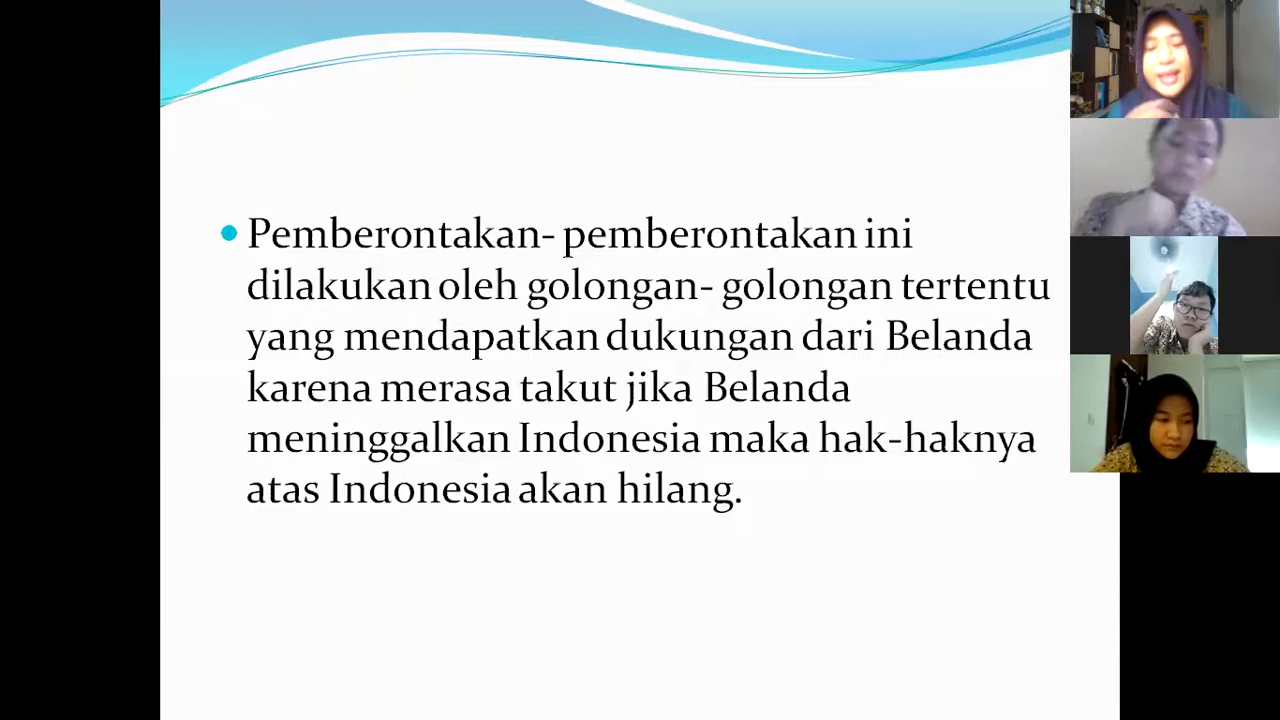 Pemberontakan- pemberontakan ini
dilakukan oleh golongan- golongan tertentu
yang mendapatkan dukungan dari Belanda
karena merasa takut jika Belanda
meninggalkan Indonesia maka hak-haknya
atas Indonesia akan hilang.